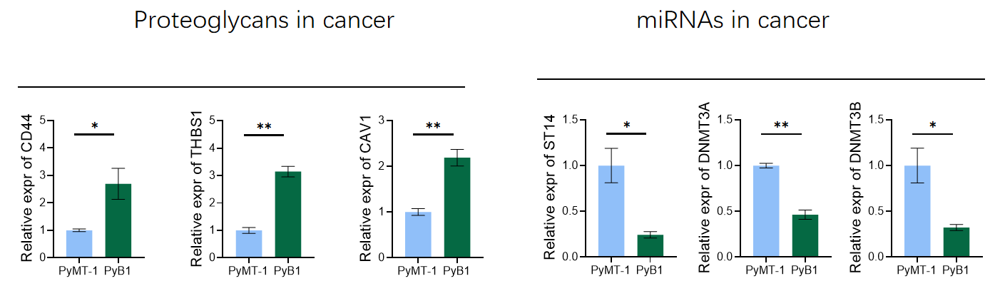 Proteoglycans in cancer
miRNAs in cancer
Relative expr of CD44
5
4
3
2
1
0
*
PyMT-1 PyB1
Relative expr of THBS1
5
4
3
2
1
0
**
PyMT-1 PyB1
Relative expr of CAV1
3
2
1
0
**
PyMT-1 PyB1
Relative expr of ST14
1.5
1.0
0.5
0.0
*
PyMT-1 PyB1
Relative expr of DNMT3A
1.5
1.0
0.5
0.0
**
PyMT-1 PyB1
Relative expr of DNMT3B
1.5
1.0
0.5
0.0
*
PyMT-1 PyB1